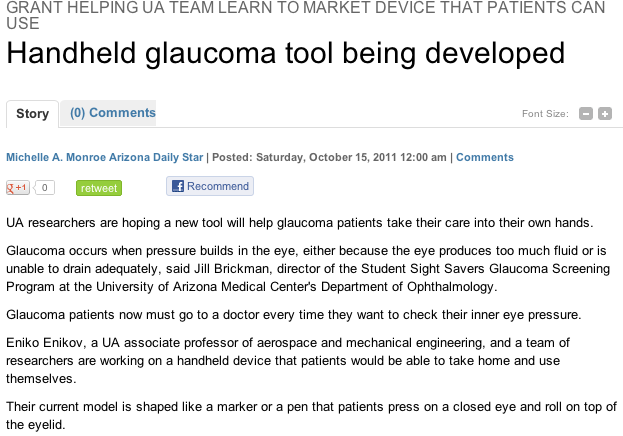 GRANT HELPING UA TEAM LEARN TO MARKET DEVICE THAT PATIENTS CAN
USE
Handheld glaucoma tool being developed
Story
(0) Comments
Font Size:
Michelle A. Monroe Arizona Daily Star | Posted: Saturday, October 15, 2011 12:00 am | Comments
g +1 0 retweet Recommend
UA researchers are hoping a new tool will help glaucoma patients take their care into their own hands.
Glaucoma occurs when pressure builds in the eye, either because the eye produces too much fluid or is
unable to drain adequately, said Jill Brickman, director of the Student Sight Savers Glaucoma Screening
Program at the University of Arizona Medical Center's Department of Ophthalmology.
Glaucoma patients now must go to a doctor every time they want to check their inner eye pressure.
Eniko Enikov, a UA associate professor of aerospace and mechanical engineering, and a team of
researchers are working on a handheld device that patients would be able to take home and use
themselves.
Their current model is shaped like a marker or a pen that patients press on a closed eye and roll on top of
the eyelid.